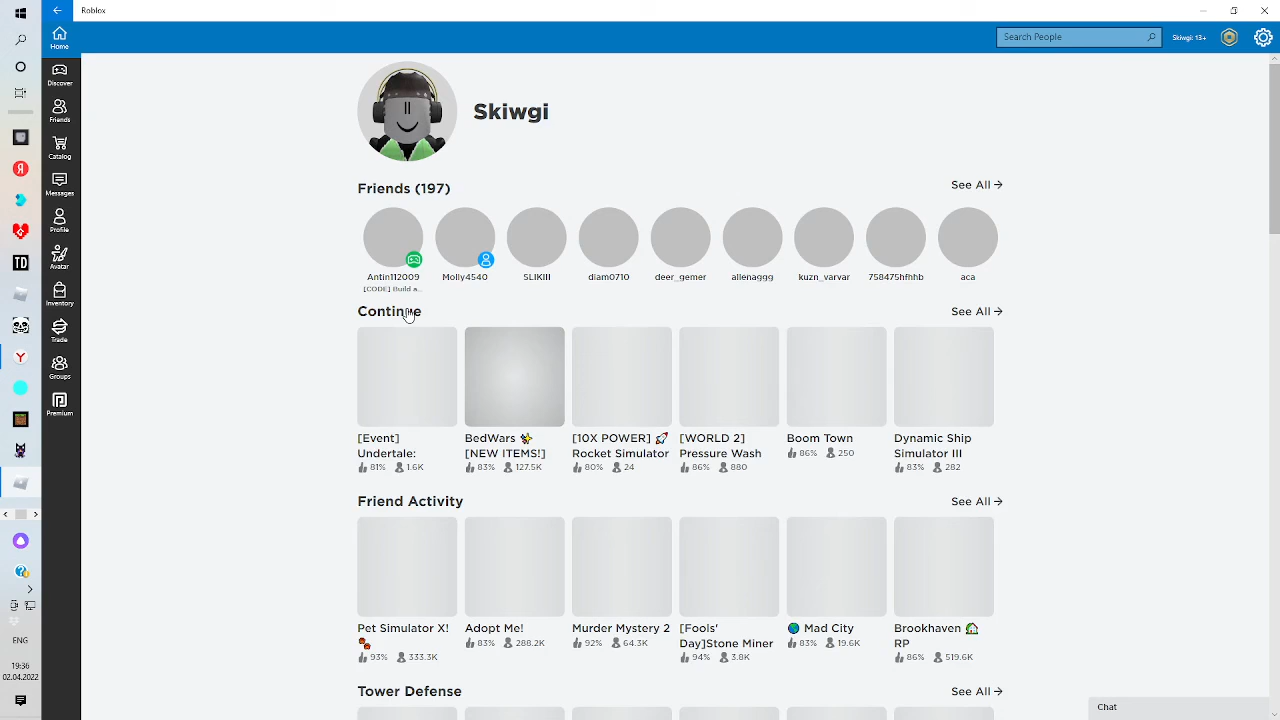 Roblox
Home
Search People
Skiwgi: 13+
Discover
Friends
Catalog
Messages
Profile
Avatar
Inventory
Trade
Groups
Premium
Skiwgi
Friends (197)
See All
Antin112009
[CODE] Build a...
Molly4540
SLIKIII
diam0710
deer_gemer
allenaggg
kuzn_varvar
758475hfhhb
aca
Continue
See All
[Event]
Undertale:
81% 1.6K
BedWars ✨
[NEW ITEMS!]
83% 127.5K
[10X POWER] 🚀
Rocket Simulator
80% 24
[WORLD 2]
Pressure Wash
86% 880
Boom Town
86% 250
Dynamic Ship
Simulator III
83% 282
Friend Activity
See All
Pet Simulator X!
93% 333.3K
Adopt Me!
83% 288.2K
Murder Mystery 2
92% 64.3K
[Fools'
Day]Stone Miner
94% 3.8K
🌎 Mad City
83% 19.6K
Brookhaven 🏡
RP
86% 519.6K
Tower Defense
See All
Chat
TD
ENG
19:36
02.04.2022